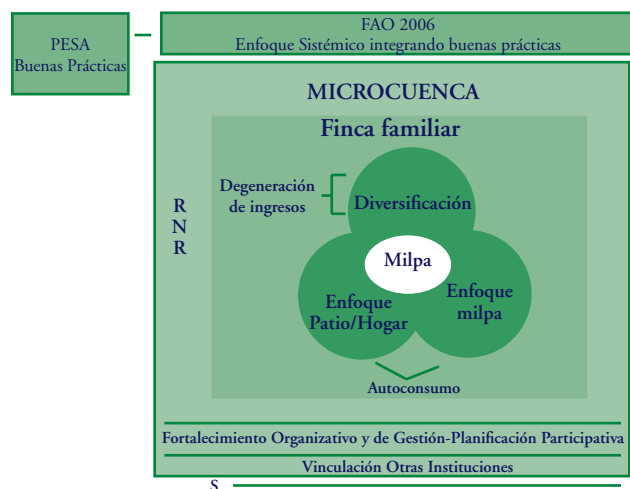 PESA
Buenas Prácticas
FAO 2006
Enfoque Sistémico integrando buenas prácticas
MICROCUENCA
Finca familiar
Degeneración
de ingresos
Diversificación
R
N
R
Milpa
Enfoque
Patio/Hogar
Enfoque
milpa
Autoconsumo
Fortalecimiento Organizativo y de Gestión-Planificación Participativa
Vinculación Otras Instituciones
S